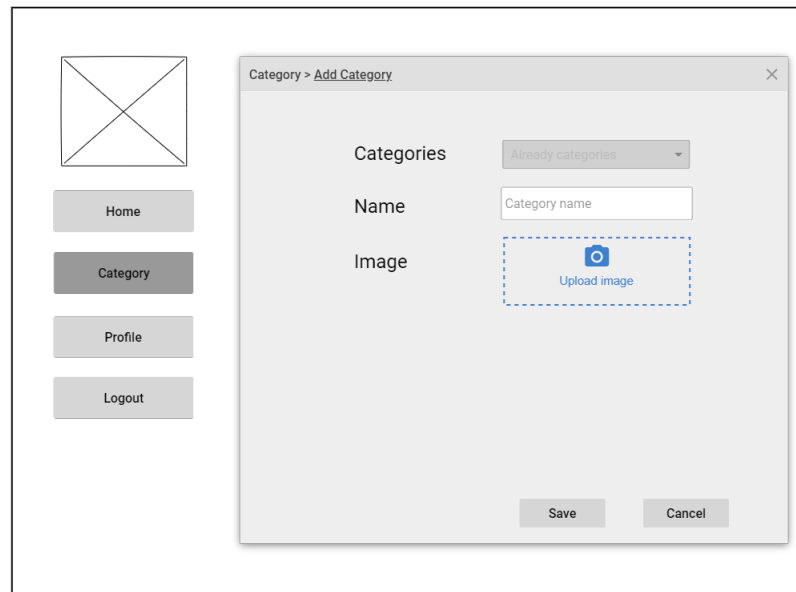 Category > Add Category
Categories
Already categories
Name
Category name
Image
Upload image
Home
Category
Profile
Logout
Save
Cancel